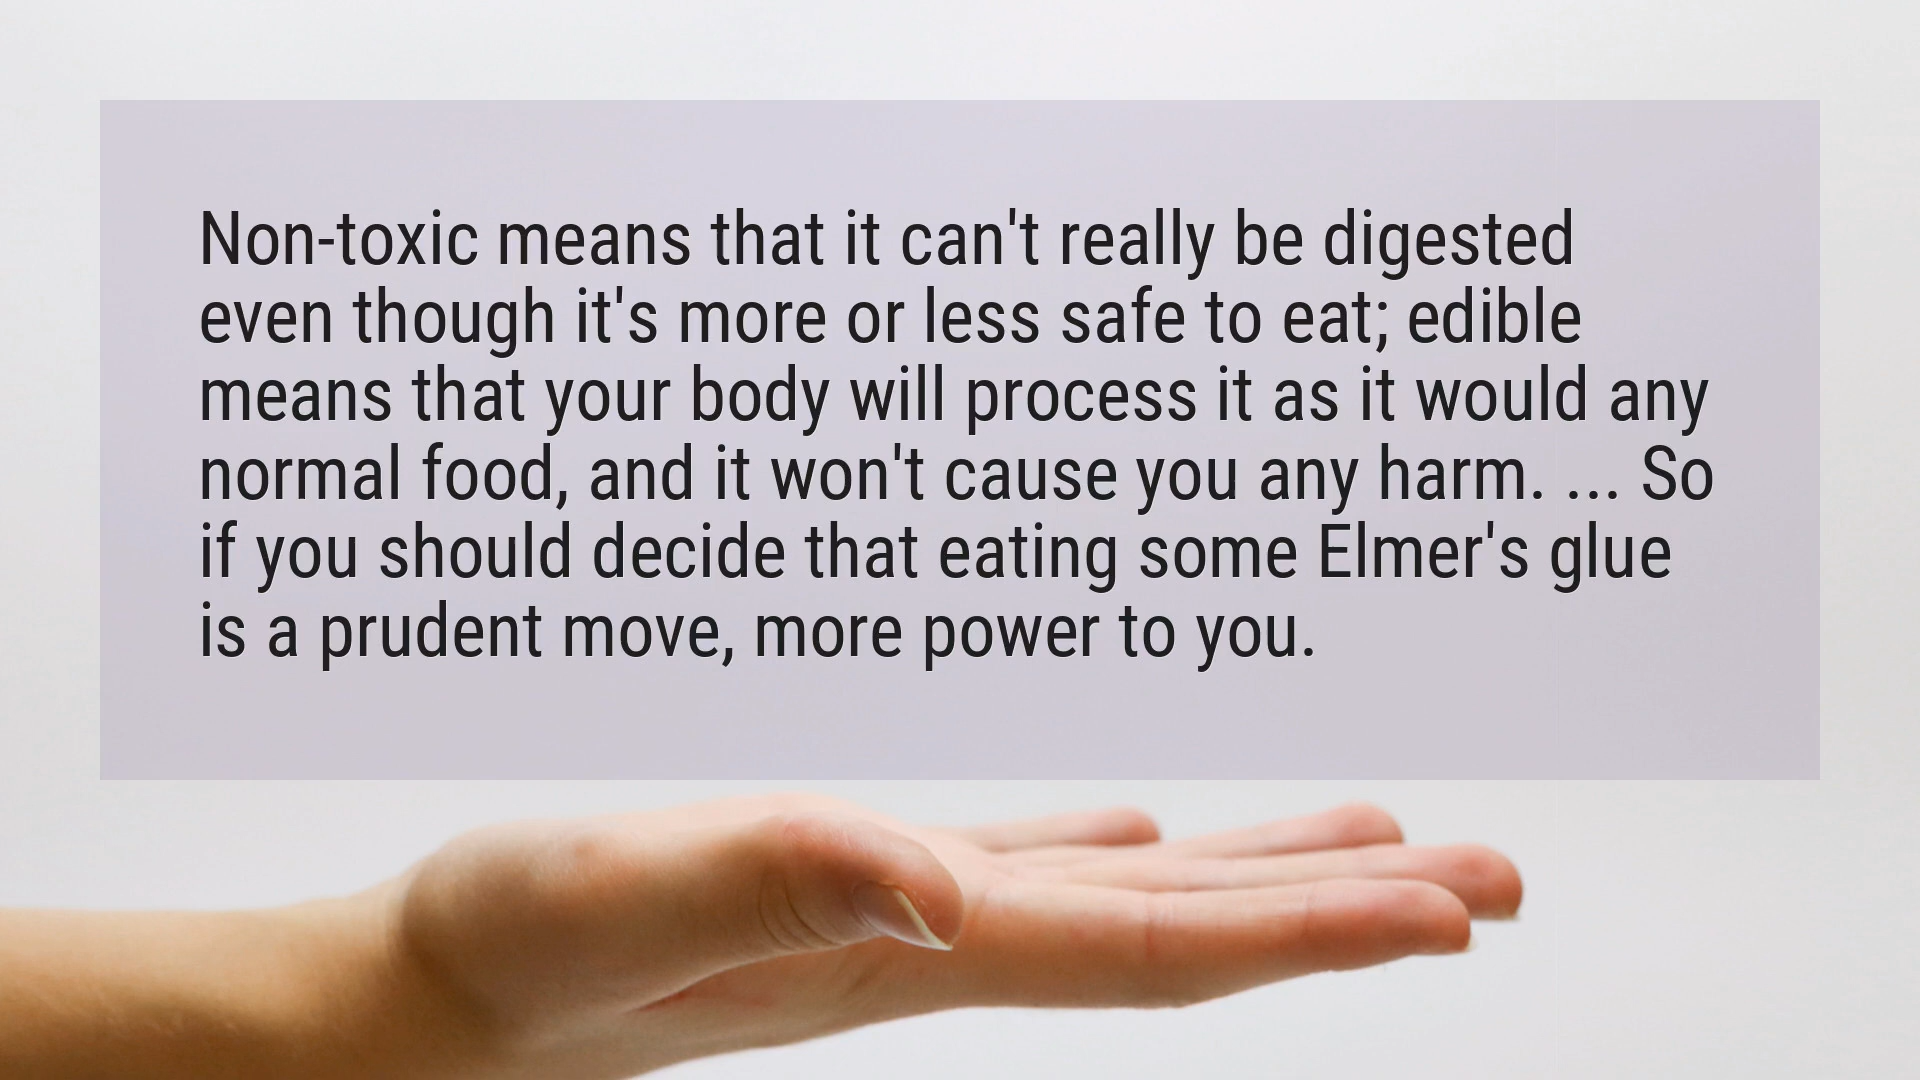 Non-toxic means that it can't really be digested
even though it's more or less safe to eat; edible
means that your body will process it as it would any
normal food, and it won't cause you any harm. ... So
if you should decide that eating some Elmer's glue
is a prudent move, more power to you.